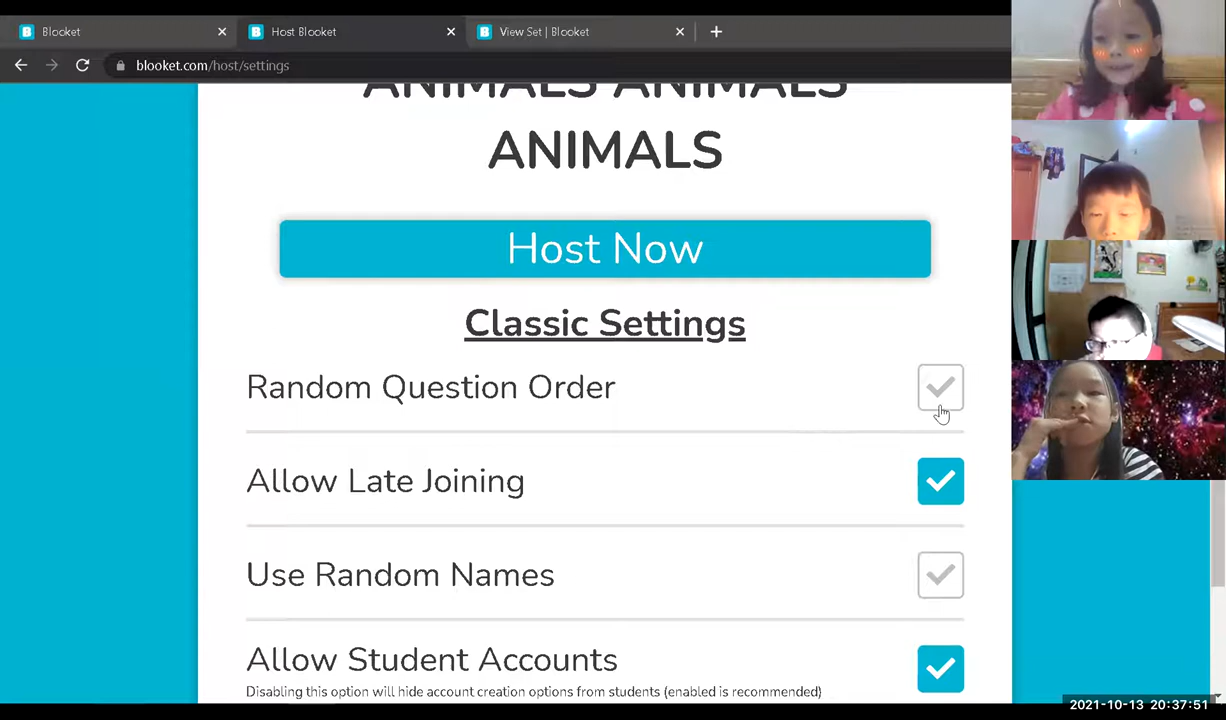 Blooket
Host Blooket
View Set | Blooket
blooket.com/host/settings
ANIMALS ANIMALS
ANIMALS
Host Now
Classic Settings
Random Question Order
Allow Late Joining
Use Random Names
Allow Student Accounts
Disabling this option will hide account creation options from students (enabled is recommended)
2021-10-13 20:37:51